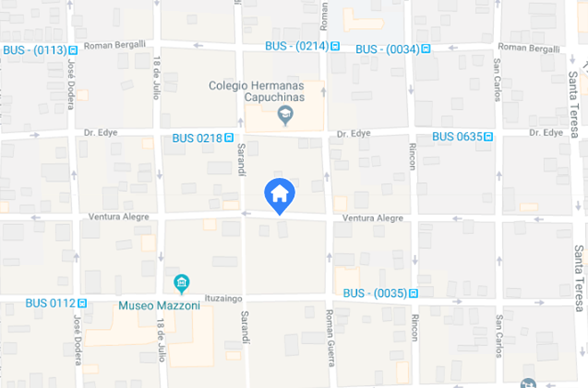 Romane
BUS - (0113)
Roman Bergalli
BUS - (0214)
BUS - (0034)
Roman Bergalli
José Dodera
18 de Julio
San Carlos
Santa Teresa
Colegio Hermanas
Capuchinas
Dr. Edye
BUS 0218
Dr. Edye
BUS 0635
Dr. Edye
Sarandi
Rincon
Ventura Alegre
Ventura Alegre
Santa Teresa
Museo Mazzoni
Ituzaingo
BUS 0112
BUS - (0035)
José Dodera
18 de Julio
Sarandi
Roman Guerra
Rincon
San Carlos